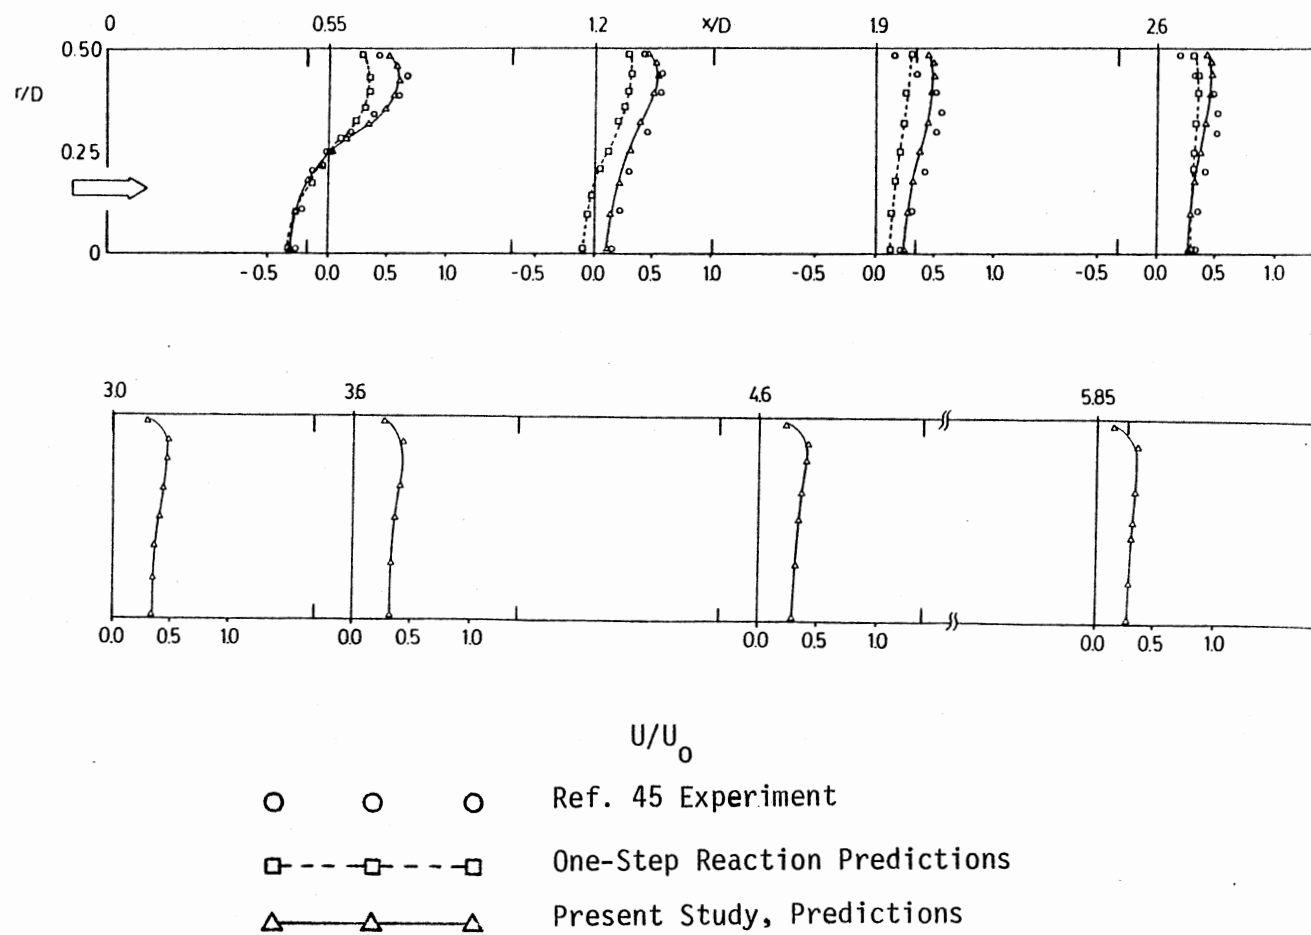 0 0.55 1.2 x/D 1.9 2.6
0.50
r/D
0.25
0
-0.5 0.0 0.5 1.0 -0.5 0.0 0.5 1.0 -0.5 0.0 0.5 1.0 -0.5 0.0 0.5 1.0
3.0 3.6 4.6 5.85
0.0 0.5 1.0 0.0 0.5 1.0 0.0 0.5 1.0 0.0 0.5 1.0
U/U0
Ref. 45 Experiment
One-Step Reaction Predictions
Present Study, Predictions